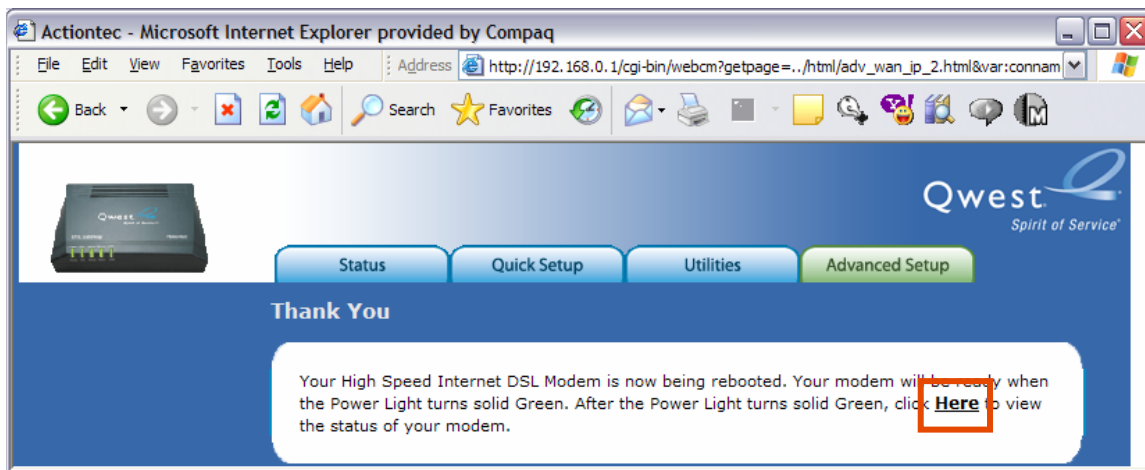 Actiontec - Microsoft Internet Explorer provided by Compaq
File Edit View Favorites Tools Help Address http://192.168.0.1/cgi-bin/webcm?getpage=../html/adv_wan_ip_2.html&var:connam
Back Search Favorites
Qwest
Spirit of Service
Qwest
Status Quick Setup Utilities Advanced Setup
Thank You
Your High Speed Internet DSL Modem is now being rebooted. Your modem will be ready when
the Power Light turns solid Green. After the Power Light turns solid Green, click Here to view
the status of your modem.